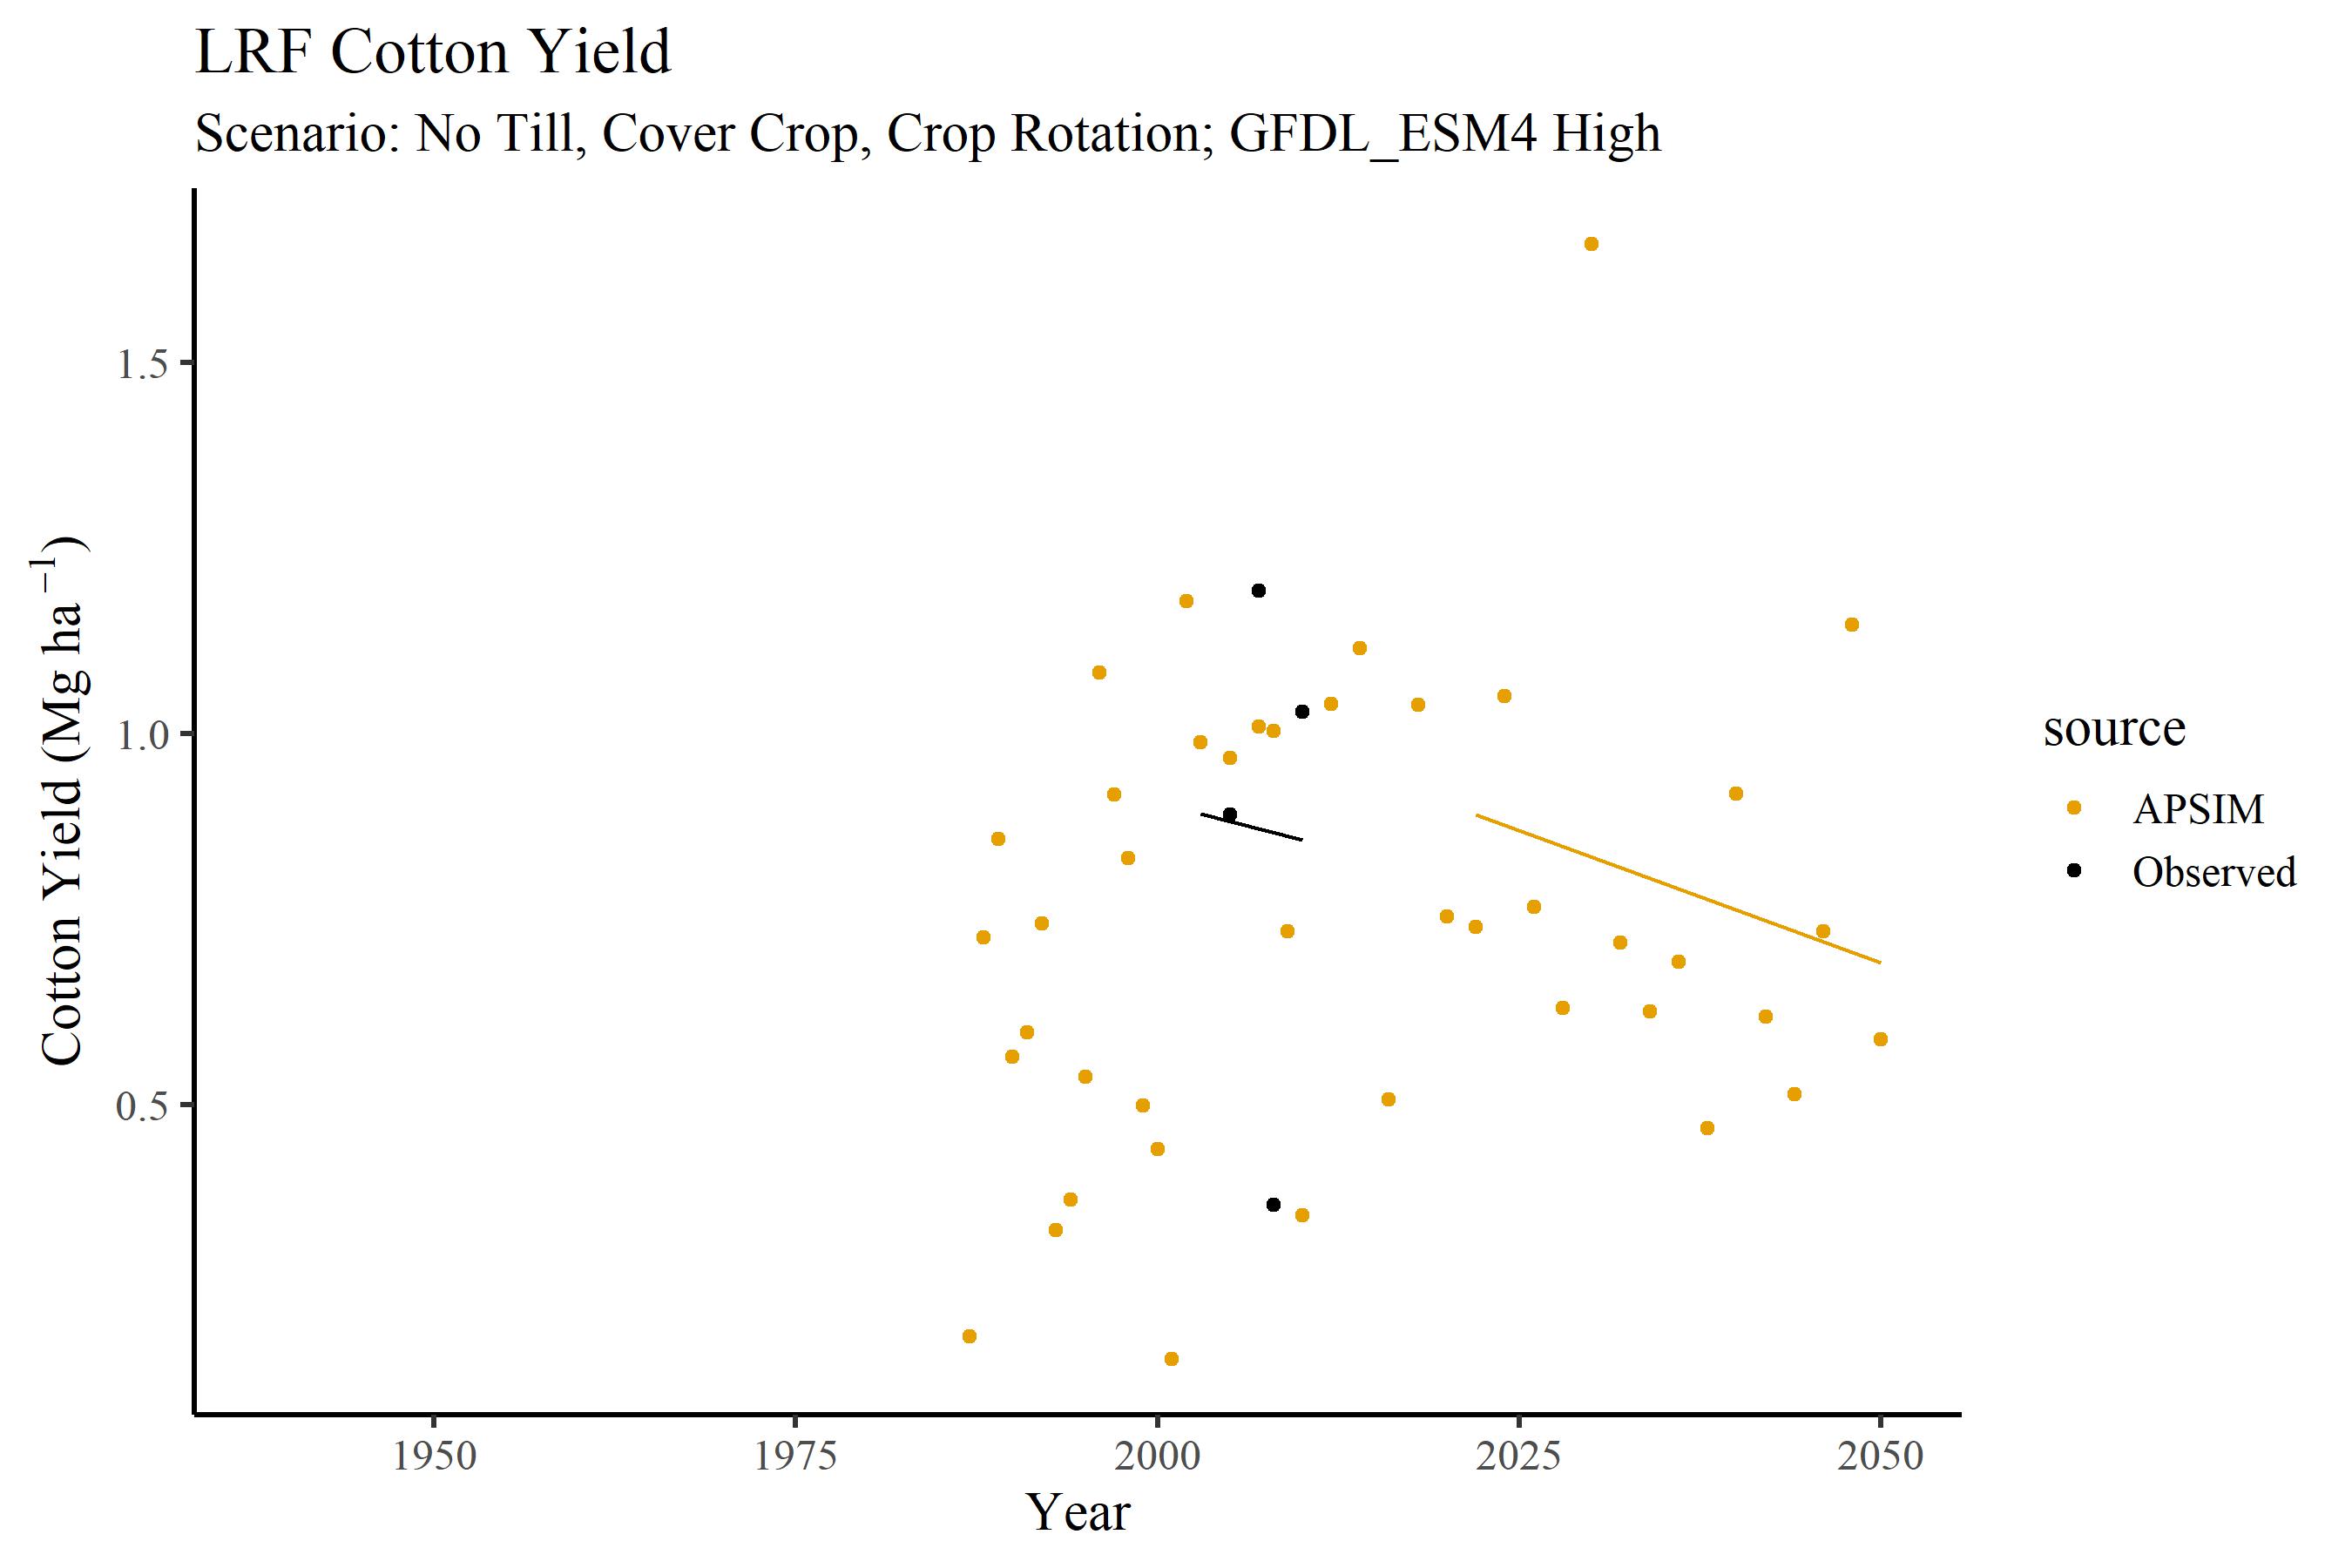 LRF Cotton Yield
Scenario: No Till, Cover Crop, Crop Rotation; GFDL_ESM4 High
Cotton Yield (Mg ha −1)
1.5
1.0
0.5
1950 1975 2000 2025 2050
Year
source
APSIM
Observed